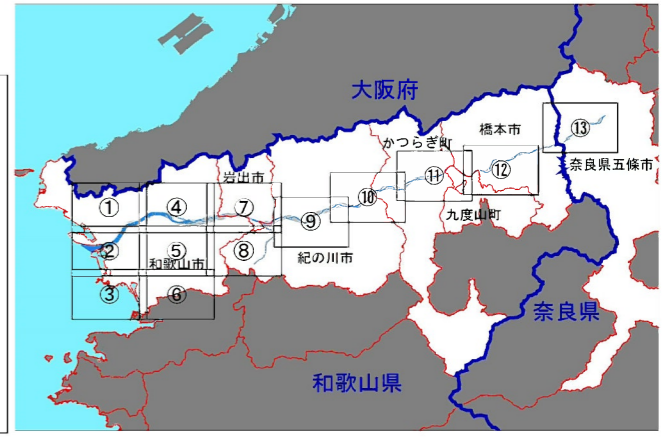 大阪府
橋本市
かつらぎ町
⑬
奈良県五條市
岩出市
⑪
⑫
⑩
①
④
⑦
⑨
九度山町
②
⑤
⑧
和歌山市
紀の川市
③
⑥
奈良県
和歌山県